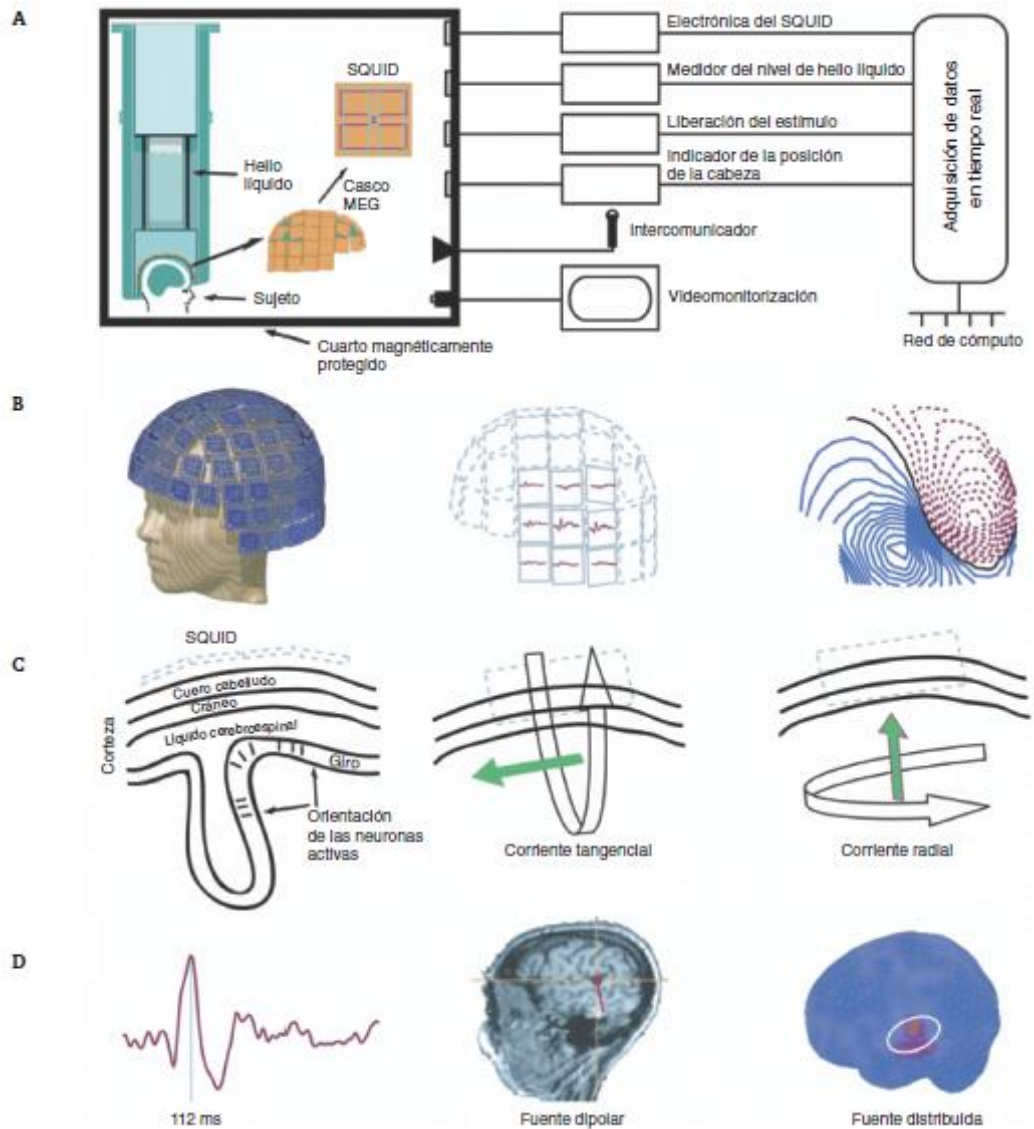 A
Electrónica del SQUID
SQUID
Medidor del nivel de helio líquido
Liberación del estímulo
Indicador de la posición
de la cabeza
Helio
líquido
Casco
MEG
Intercomunicador
Sujeto
Videomonitorización
Adquisición de datos
en tiempo real
Red de cómputo
Cuarto magnéticamente
protegido
B
SQUID
C
Cuero cabelludo
Cráneo
Líquido cerebroespinal
Corteza
Giro
Orientación
de las neuronas
activas
Corriente tangencial
Corriente radial
D
112 ms
Fuente dipolar
Fuente distribuida